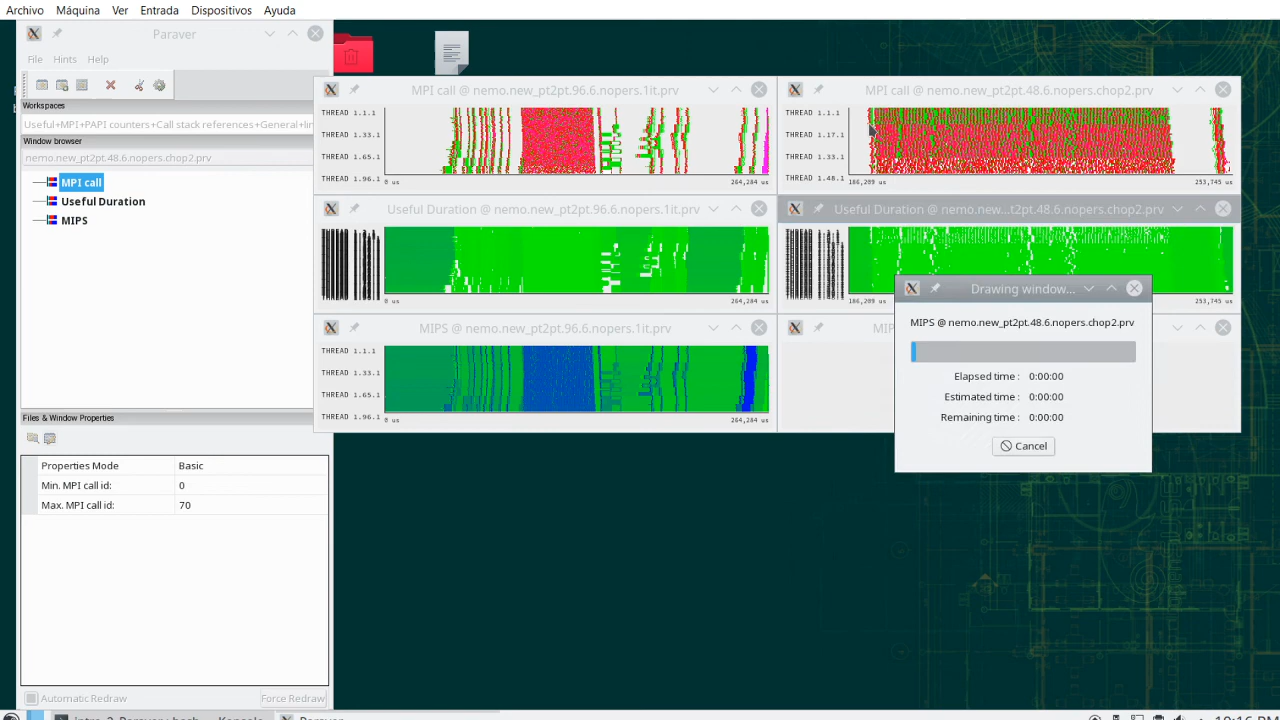 Archivo Máquina Ver Entrada Dispositivos Ayuda
Paraver
File Hints Help
Workspaces
Useful+MPI+PAPI counters+Call stack references+General+Ir
Window browser
nemo.new_pt2pt.48.6.nopers.chop2.prv
MPI call
Useful Duration
MIPS
Files & Window Properties
Properties Mode Basic
Min. MPI call id: 0
Max. MPI call id: 70
Automatic Redraw
Force Redraw
MPI call @ nemo.new_pt2pt.96.6.nopers.1it.prv
THREAD 1.1.1
THREAD 1.33.1
THREAD 1.65.1
THREAD 1.96.1
0 us 264,284 us
MPI call @ nemo.new_pt2pt.48.6.nopers.chop2.prv
THREAD 1.1.1
THREAD 1.17.1
THREAD 1.33.1
THREAD 1.48.1
186,289 us 253,745 us
Useful Duration @ nemo.new_pt2pt.96.6.nopers.1it.prv
0 us 264,284 us
Useful Duration @ nemo.new...t2pt.48.6.nopers.chop2.prv
186,289 us 253,745 us
MIPS @ nemo.new_pt2pt.96.6.nopers.1it.prv
THREAD 1.1.1
THREAD 1.33.1
THREAD 1.65.1
THREAD 1.96.1
0 us 264,284 us
Drawing window...
MIPS @ nemo.new_pt2pt.48.6.nopers.chop2.prv
Elapsed time : 0:00:00
Estimated time : 0:00:00
Remaining time : 0:00:00
Cancel